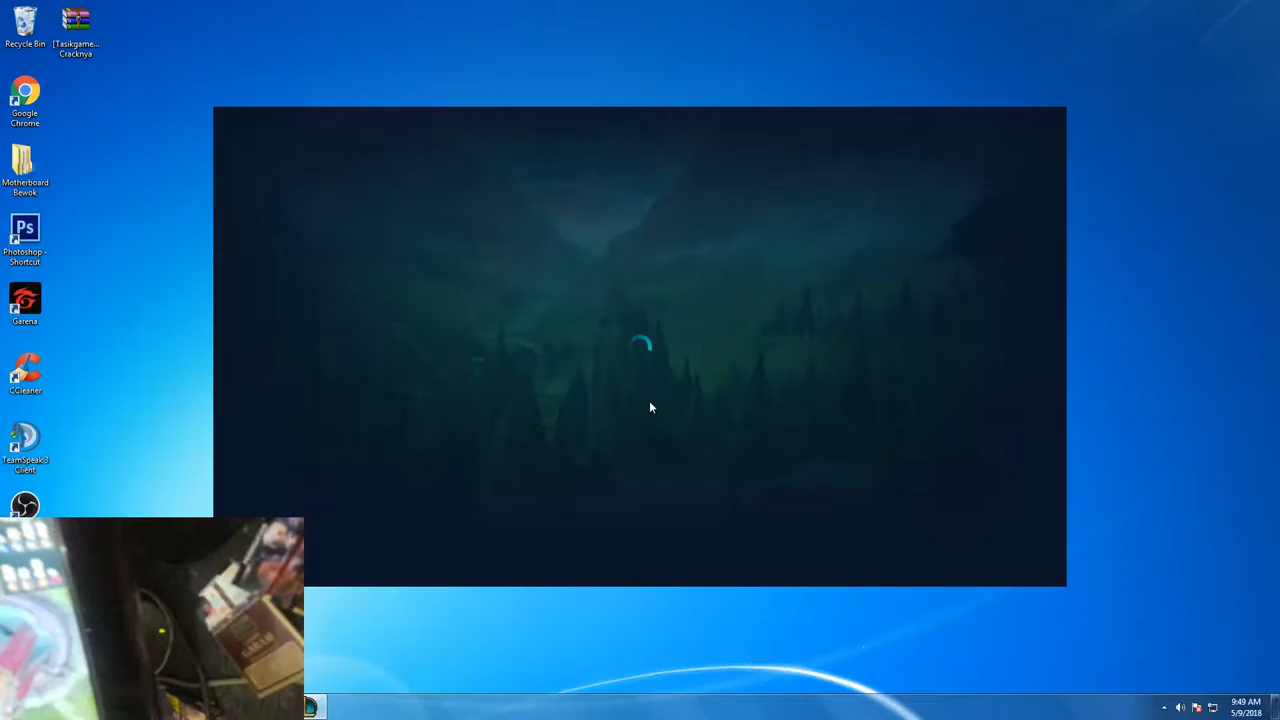 Recycle Bin
[Tasikgame...
Cracknya
Google
Chrome
Motherboard
Bewok
Ps
Photoshop -
Shortcut
Garena
CCleaner
TeamSpeak 3
Client
9:49 AM
5/9/2018